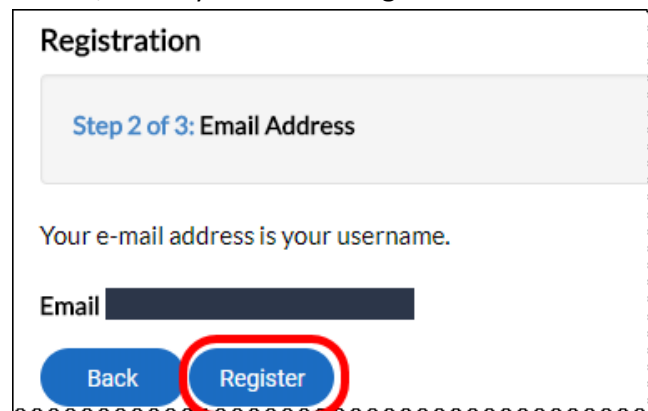 Registration
Step 2 of 3: Email Address
Your e-mail address is your username.
Email
Back Register